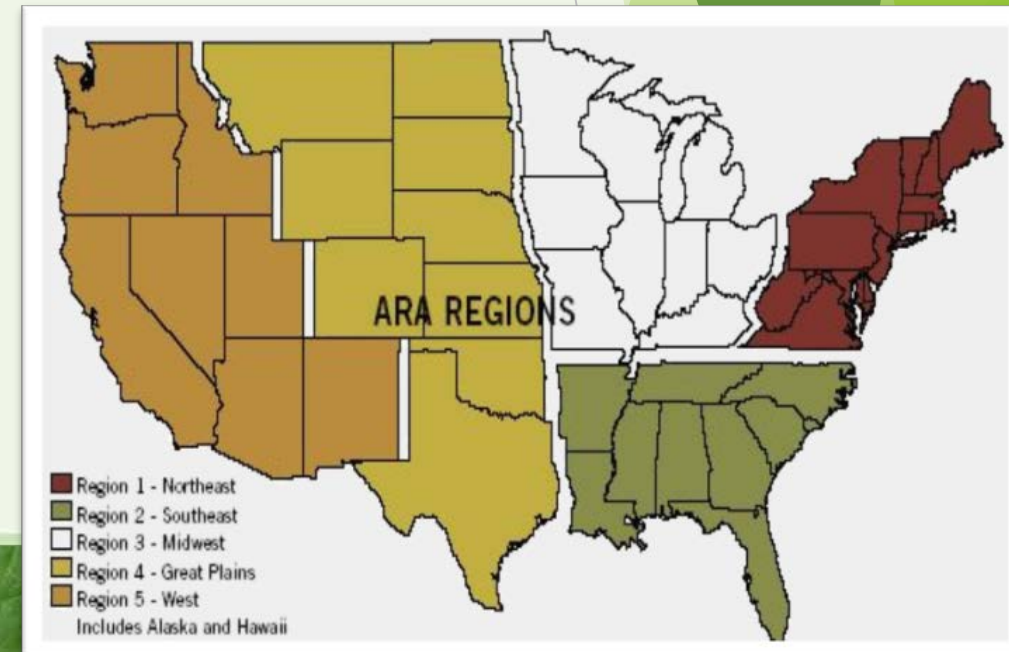 ARA REGIONS
Region 1 - Northeast
Region 2 - Southeast
Region 3 - Midwest
Region 4 - Great Plains
Region 5 - West
Includes Alaska and Hawaii